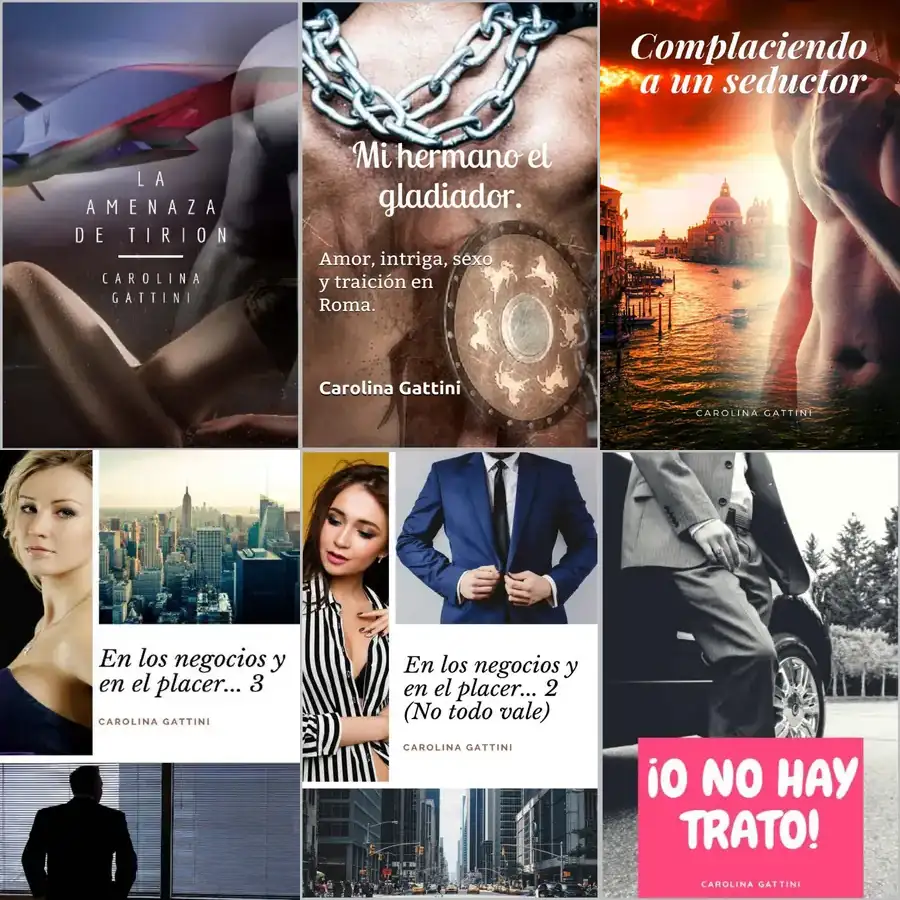 LA
AMENAZA
DE TIRION
CAROLINA
GATTINI
Mi hermano el
gladiador.
Amor, intriga, sexo
y traición en
Roma.
Carolina Gattini
Complaciendo
a un seductor
CAROLINA GATTINI
En los negocios y
en el placer... 3
CAROLINA GATTINI
En los negocios y
en el placer... 2
(No todo vale)
CAROLINA GATTINI
¡O NO HAY
TRATO!
CAROLINA GATTINI